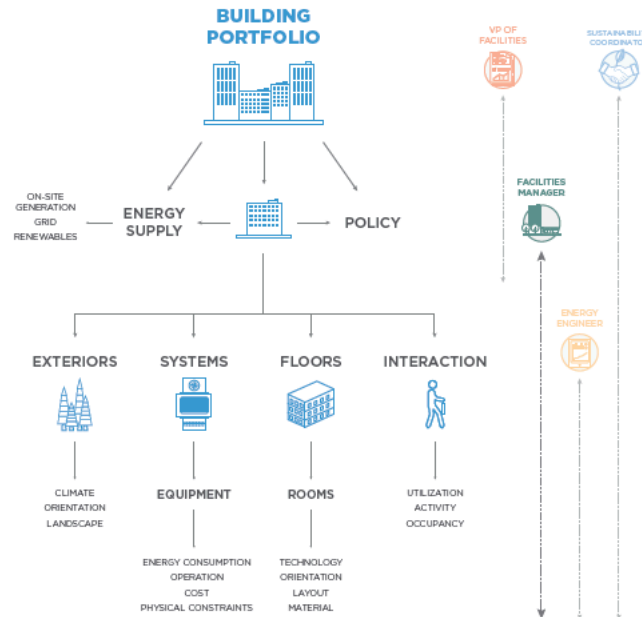 BUILDING
PORTFOLIO
VP OF
FACILITIES
SUSTAINABILIT
COORDINATO
ON-SITE
GENERATION
GRID
RENEWABLES
ENERGY
SUPPLY
POLICY
FACILITIES
MANAGER
ENERGY
ENGINEER
EXTERIORS
SYSTEMS
FLOORS
INTERACTION
CLIMATE
ORIENTATION
LANDSCAPE
EQUIPMENT
ROOMS
UTILIZATION
ACTIVITY
OCCUPANCY
ENERGY CONSUMPTION
OPERATION
COST
PHYSICAL CONSTRAINTS
TECHNOLOGY
ORIENTATION
LAYOUT
MATERIAL